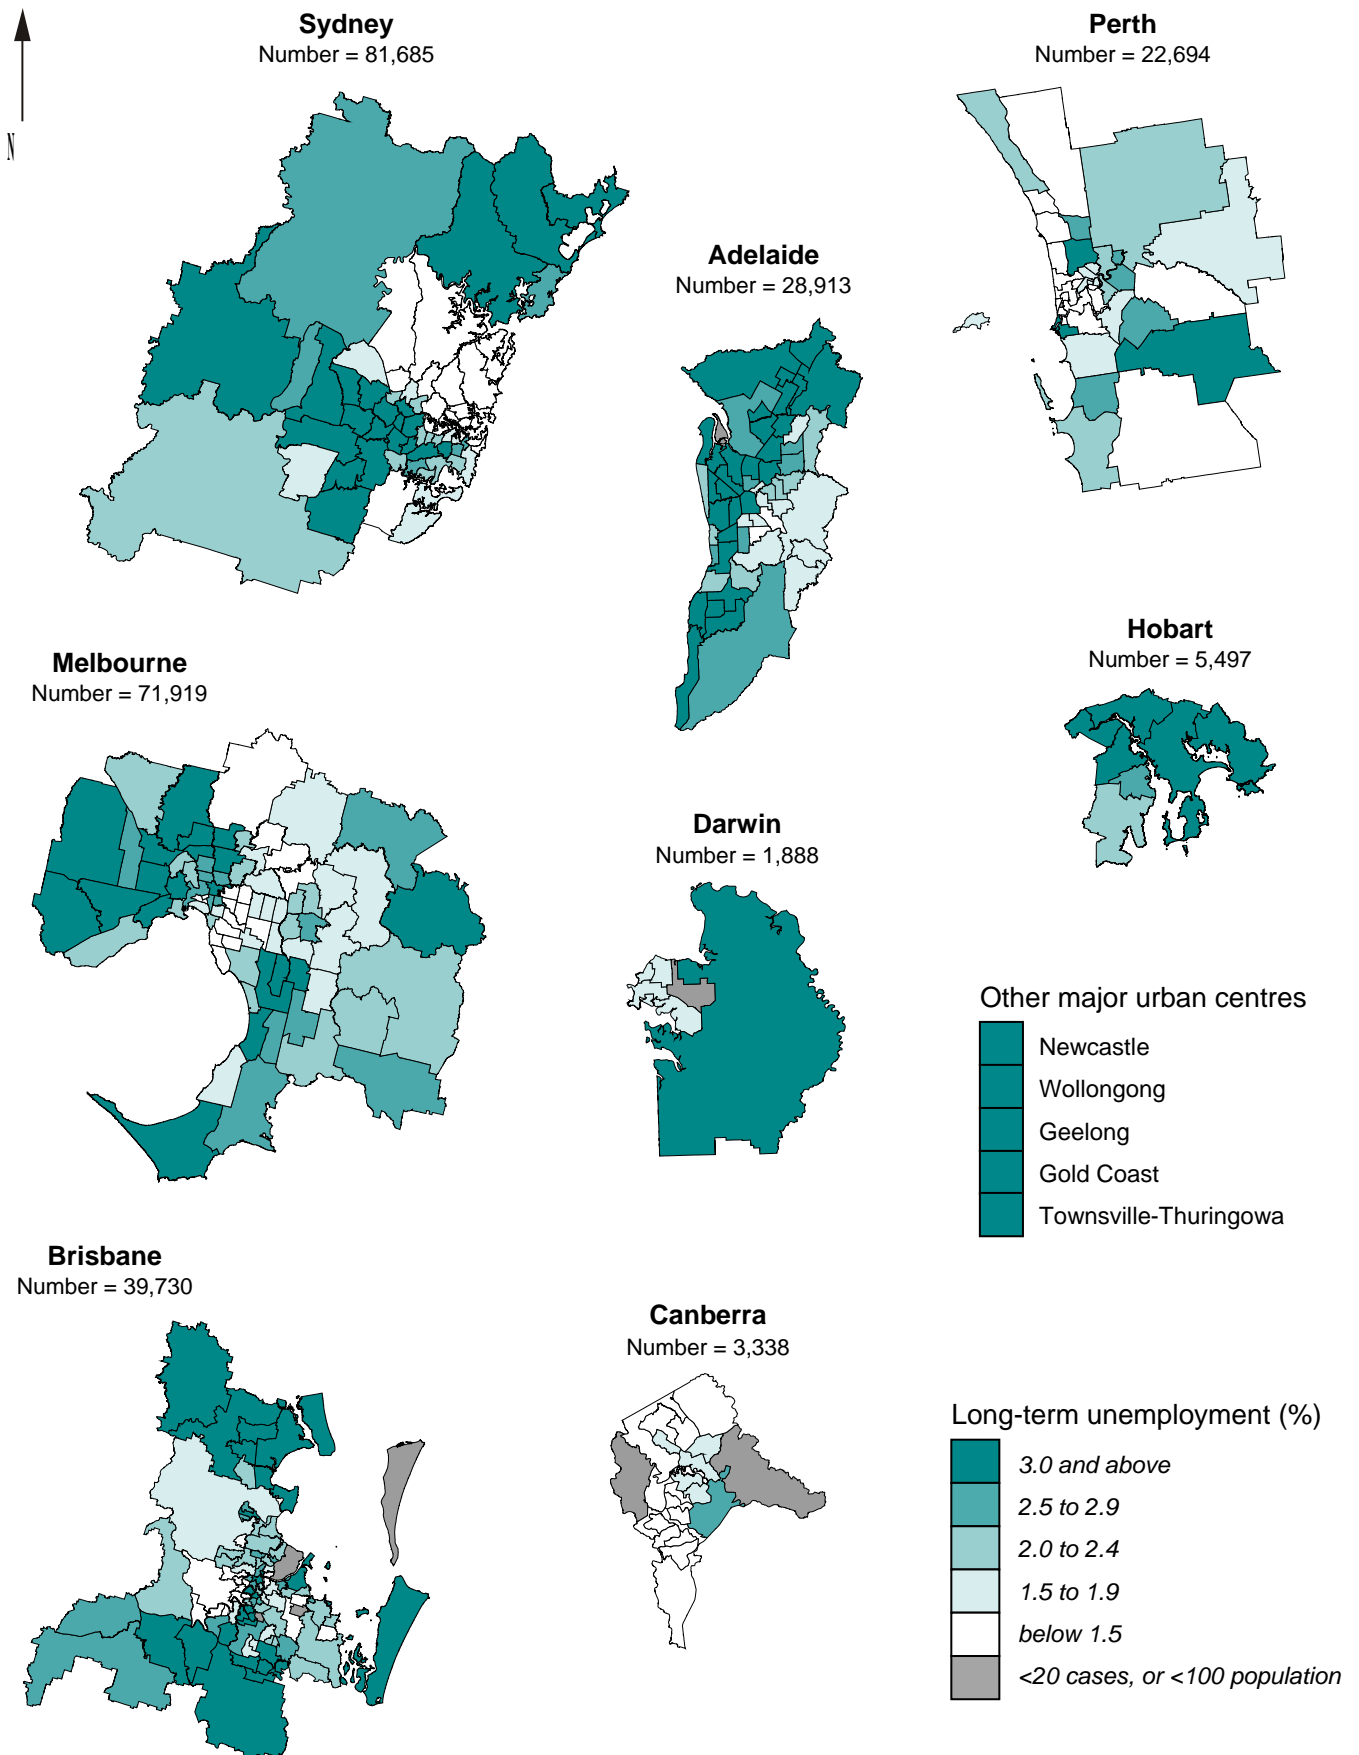 Sydney
Number = 81,685
Perth
Number = 22,694
N
Adelaide
Number = 28,913
Hobart
Number = 5,497
Melbourne
Number = 71,919
Darwin
Number = 1,888
Other major urban centres
Newcastle
Wollongong
Geelong
Gold Coast
Townsville-Thuringowa
Brisbane
Number = 39,730
Canberra
Number = 3,338
Long-term unemployment (%)
3.0 and above
2.5 to 2.9
2.0 to 2.4
1.5 to 1.9
below 1.5
<20 cases, or <100 population